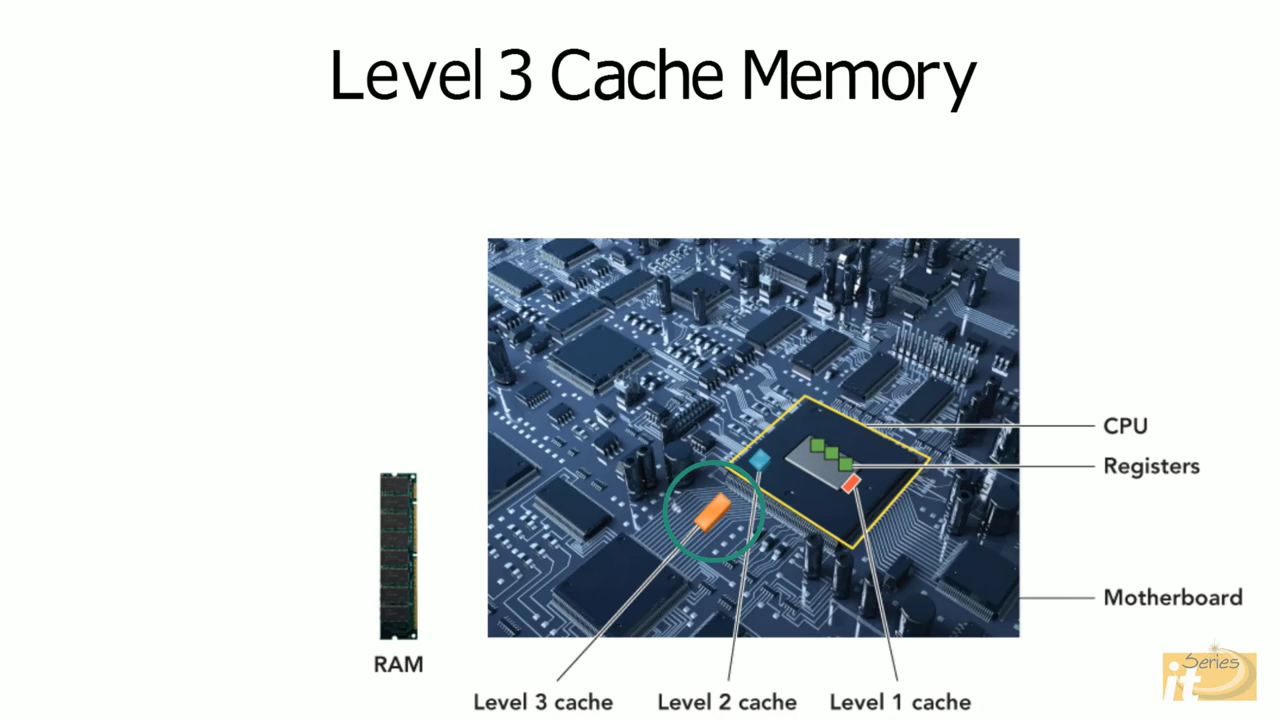 Level 3 Cache Memory
CPU
Registers
Motherboard
RAM
Level 3 cache
Level 2 cache
Level 1 cache
it Series